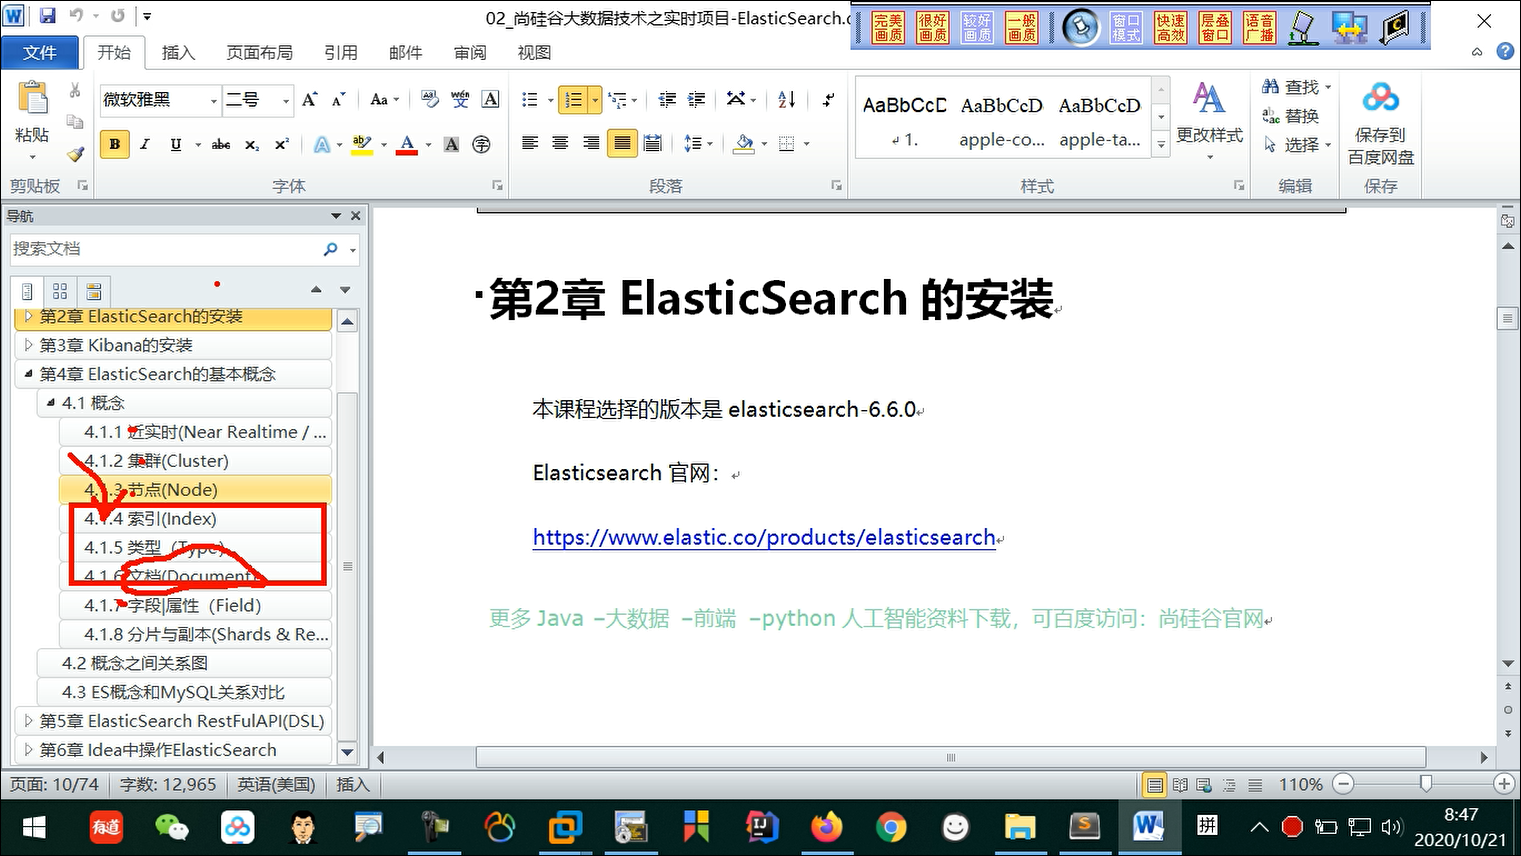 02_尚硅谷大数据技术之实时项目-ElasticSearch.
完美画质 很好画质 较好画质 一般画质 窗口模式 快速高效 层叠窗口 语音广播
文件 开始 插入 页面布局 引用 邮件 审阅 视图
粘贴
剪贴板
微软雅黑 二号
字体
段落
AaBbCcD AaBbCcD AaBbCcD
1. apple-co... apple-ta...
更改样式
样式
查找
替换
选择
编辑
保存到
百度网盘
保存
导航
搜索文档
第2章 ElasticSearch的安装
第3章 Kibana的安装
第4章 ElasticSearch的基本概念
4.1 概念
4.1.1 近实时(Near Realtime / ...
4.1.2 集群(Cluster)
4.1.3 节点(Node)
4.1.4 索引(Index)
4.1.5 类型 (Type)
4.1.6 文档(Document)
4.1.7 字段|属性 (Field)
4.1.8 分片与副本(Shards & Re...
4.2 概念之间关系图
4.3 ES概念和MySQL关系对比
第5章 ElasticSearch RestFulAPI(DSL)
第6章 Idea中操作ElasticSearch
第2章 ElasticSearch 的安装
本课程选择的版本是 elasticsearch-6.6.0
Elasticsearch 官网：
https://www.elastic.co/products/elasticsearch
更多 Java –大数据 –前端 –python 人工智能资料下载，可百度访问：尚硅谷官网
页面: 10/74 字数: 12,965 英语(美国) 插入 110%
有道
拼
8:47
2020/10/21